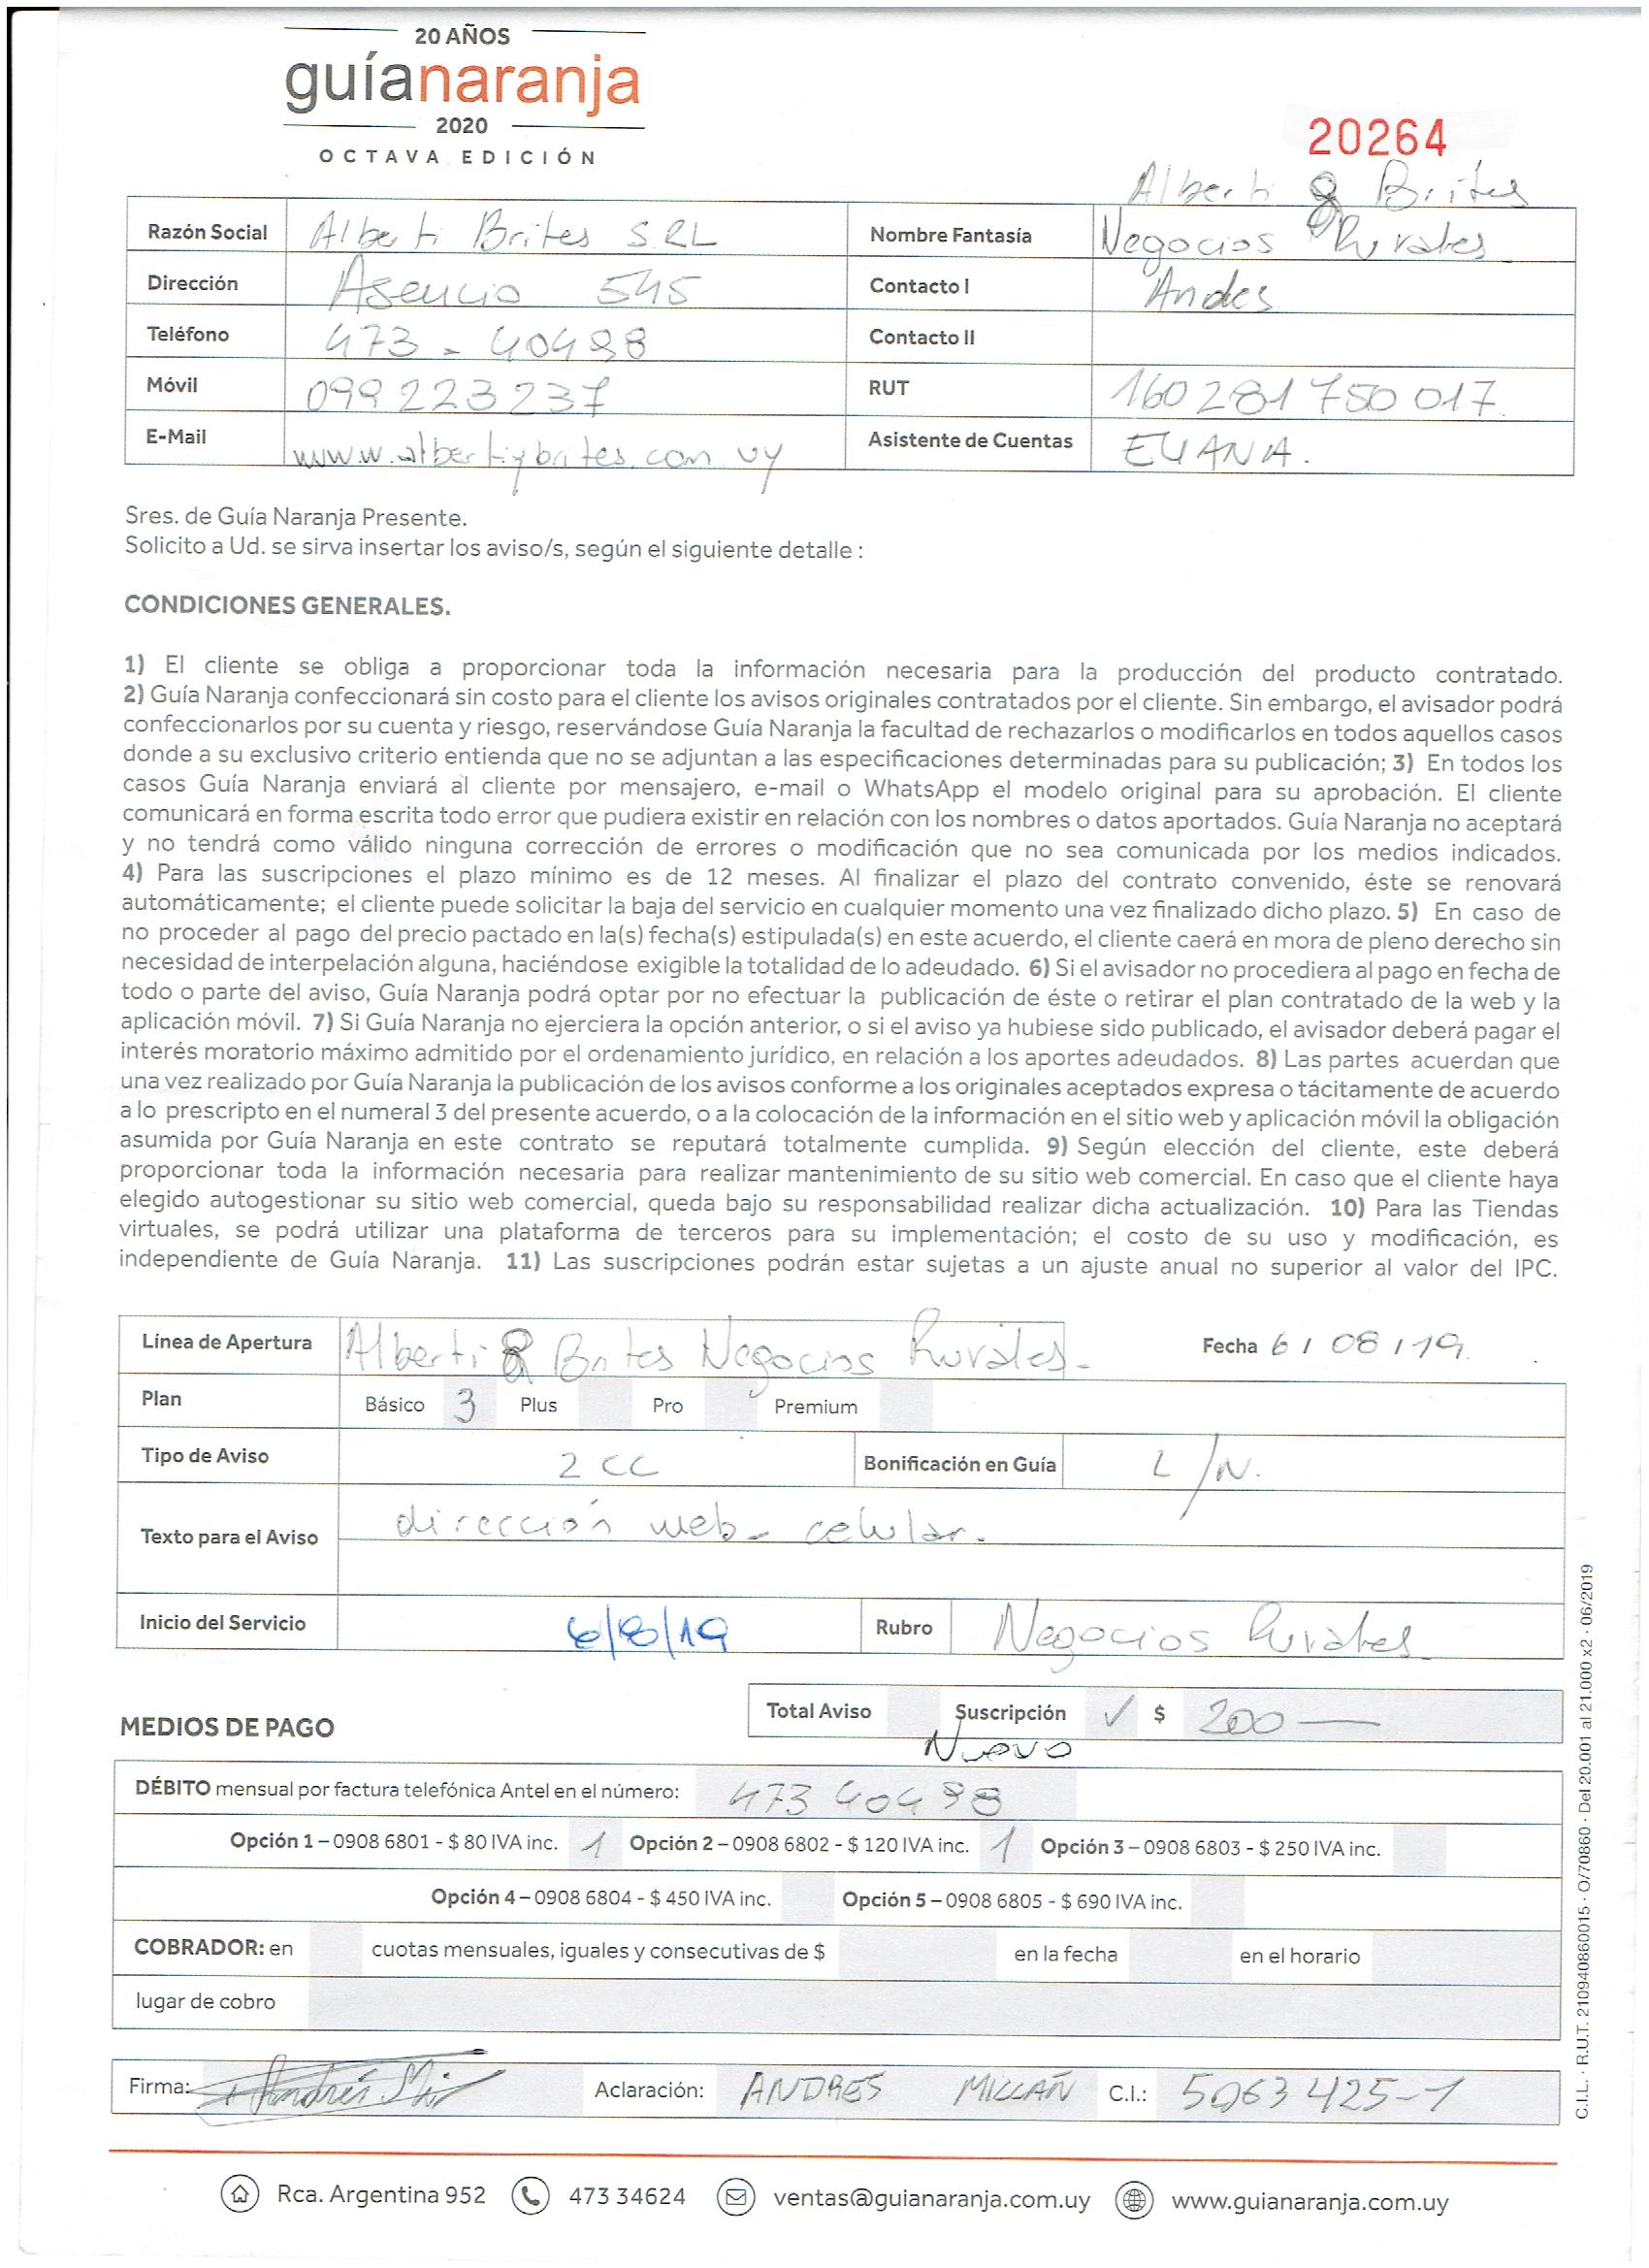 20 AÑOS
guíanaranja
2020
OCTAVA EDICIÓN
20264
Alberti & Brites
Razón Social Alberti Brites S.R.L Nombre Fantasía Negocios Rurales
Dirección Asencio 545 Contacto I Andes
Teléfono 473 - 40498 Contacto II
Móvil 099 223 237 RUT 160281750017
E-Mail www.albertiybrites.com.uy Asistente de Cuentas
Sres. de Guía Naranja Presente.
Solicito a Ud. se sirva insertar los aviso/s, según el siguiente detalle :
CONDICIONES GENERALES.
1) El cliente se obliga a proporcionar toda la información necesaria para la producción del producto contratado.
2) Guía Naranja confeccionará sin costo para el cliente los avisos originales contratados por el cliente. Sin embargo, el avisador podrá
confeccionarlos por su cuenta y riesgo, reservándose Guía Naranja la facultad de rechazarlos o modificarlos en todos aquellos casos
donde a su exclusivo criterio entienda que no se adjuntan a las especificaciones determinadas para su publicación; 3) En todos los
casos Guía Naranja enviará al cliente por mensajero, e-mail o WhatsApp el modelo original para su aprobación. El cliente
comunicará en forma escrita todo error que pudiera existir en relación con los nombres o datos aportados. Guía Naranja no aceptará
y no tendrá como válido ninguna corrección de errores o modificación que no sea comunicada por los medios indicados.
4) Para las suscripciones el plazo mínimo es de 12 meses. Al finalizar el plazo del contrato convenido, éste se renovará
automáticamente; el cliente puede solicitar la baja del servicio en cualquier momento una vez finalizado dicho plazo. 5) En caso de
no proceder al pago del precio pactado en la(s) fecha(s) estipulada(s) en este acuerdo, el cliente caerá en mora de pleno derecho sin
necesidad de interpelación alguna, haciéndose exigible la totalidad de lo adeudado. 6) Si el avisador no procediera al pago en fecha de
todo o parte del aviso, Guía Naranja podrá optar por no efectuar la publicación de éste o retirar el plan contratado de la web y la
aplicación móvil. 7) Si Guía Naranja no ejerciera la opción anterior, o si el aviso ya hubiese sido publicado, el avisador deberá pagar el
interés moratorio máximo admitido por el ordenamiento jurídico, en relación a los aportes adeudados. 8) Las partes acuerdan que
una vez realizado por Guía Naranja la publicación de los avisos conforme a los originales aceptados expresa o tácitamente de acuerdo
a lo prescripto en el numeral 3 del presente acuerdo, o a la colocación de la información en el sitio web y aplicación móvil la obligación
asumida por Guía Naranja en este contrato se reputará totalmente cumplida. 9) Según elección del cliente, este deberá
proporcionar toda la información necesaria para realizar mantenimiento de su sitio web comercial. En caso que el cliente haya
elegido autogestionar su sitio web comercial, queda bajo su responsabilidad realizar dicha actualización. 10) Para las Tiendas
virtuales, se podrá utilizar una plataforma de terceros para su implementación; el costo de su uso y modificación, es
independiente de Guía Naranja. 11) Las suscripciones podrán estar sujetas a un ajuste anual no superior al valor del IPC.
Línea de Apertura Alberti & Brites Negocios Rurales. Fecha 6 / 08 / 19
Plan Básico 3 Plus Pro Premium
Tipo de Aviso 2 CC Bonificación en Guía L/N.
Texto para el Aviso dirección web - celular.
Inicio del Servicio 6/8/19 Rubro Negocios Rurales
Total Aviso Suscripción ✓ $ 200 —
MEDIOS DE PAGO
Nuevo
DÉBITO mensual por factura telefónica Antel en el número: 473 40498
Opción 1 – 0908 6801 - $ 80 IVA inc. 1 Opción 2 – 0908 6802 - $ 120 IVA inc. 1 Opción 3 – 0908 6803 - $ 250 IVA inc.
Opción 4 – 0908 6804 - $ 450 IVA inc. Opción 5 – 0908 6805 - $ 690 IVA inc.
COBRADOR: en cuotas mensuales, iguales y consecutivas de $ en la fecha en el horario
lugar de cobro
Firma: Aclaración: ANDRES MILLAÑ C.I.: 5063425-1
C.I.L. · R.U.T. 210940860015 · O/70860 · Del 20.001 al 21.000 x2 · 06/2019
Rca. Argentina 952 473 34624 ventas@guianaranja.com.uy www.guianaranja.com.uy